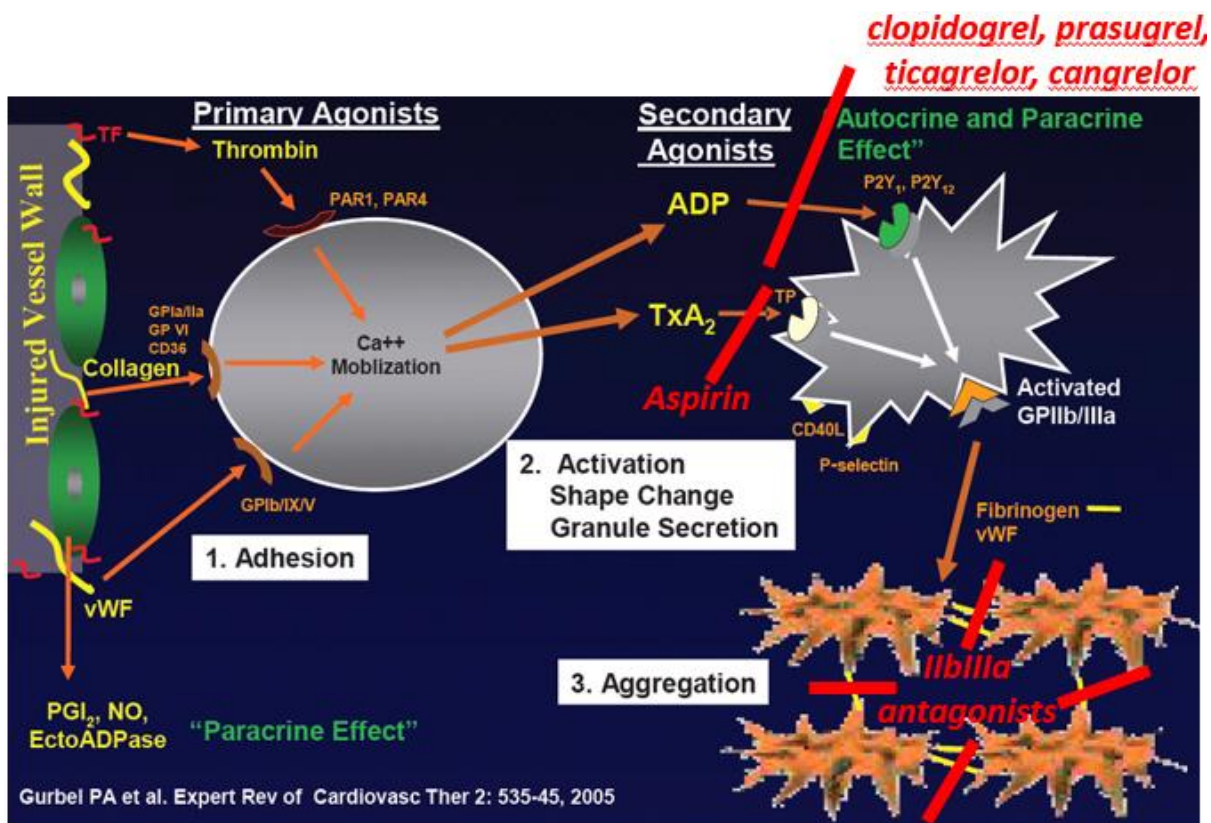 clopidogrel, prasugrel,
ticagrelor, cangrelor
Primary Agonists
Secondary
Agonists
Autocrine and Paracrine
Effect”
TF
Thrombin
PAR1, PAR4
ADP
P2Y₁, P2Y₁₂
Injured Vessel Wall
GPIa/IIa
GP VI
CD36
Collagen
Ca++
Moblization
TxA₂
TP
Aspirin
Activated
GPIIb/IIIa
CD40L
P-selectin
GPIb/IX/V
1. Adhesion
2. Activation
Shape Change
Granule Secretion
Fibrinogen
vWF
vWF
IIbIIIa
antagonists
3. Aggregation
PGI₂, NO,
EctoADPase
“Paracrine Effect”
Gurbel PA et al. Expert Rev of Cardiovasc Ther 2: 535-45, 2005